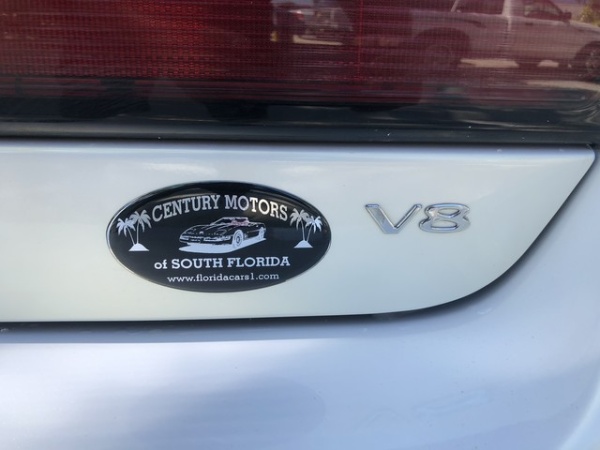 CENTURY MOTORS
of SOUTH FLORIDA
www.floridacars1.com
V8